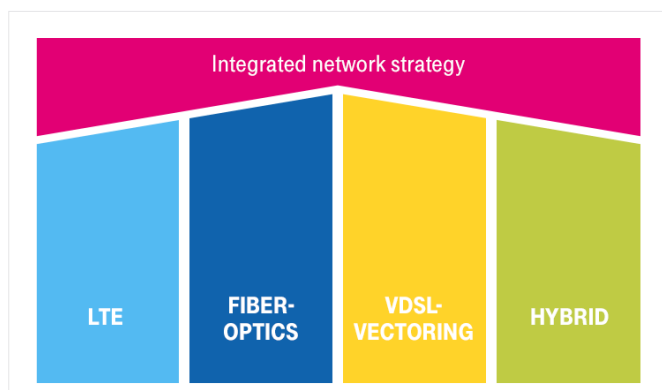 Integrated network strategy
LTE
FIBER-
OPTICS
VDSL-
VECTORING
HYBRID